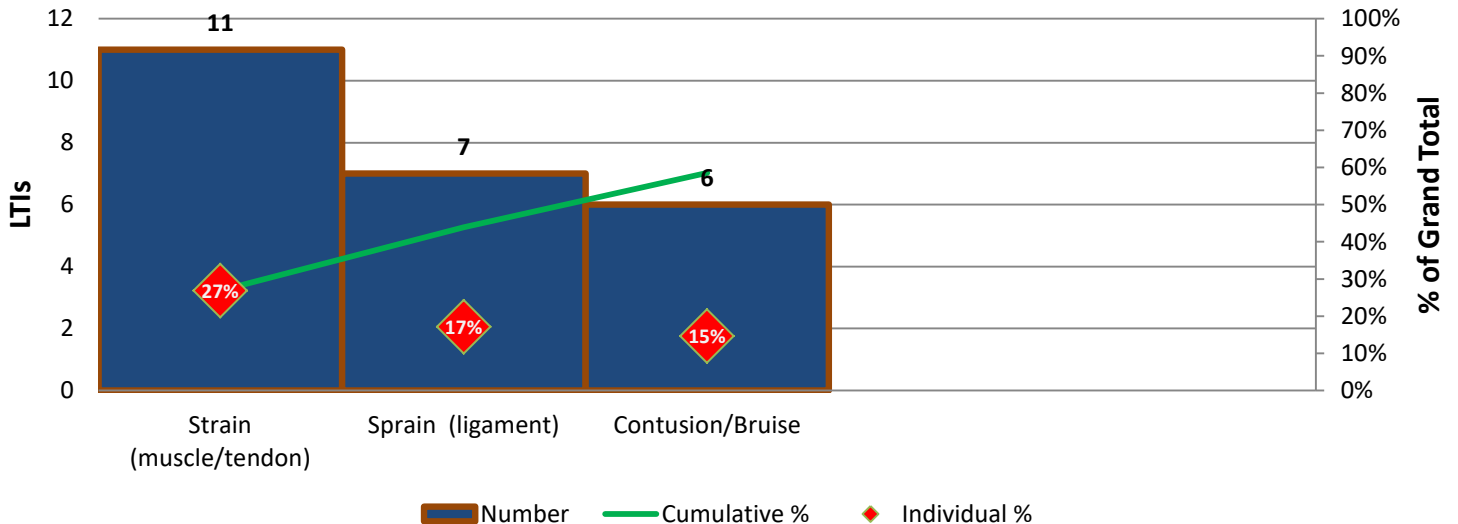 12
10
8
6
4
2
0
LTIs
11
7
6
27%
17%
15%
100%
90%
80%
70%
60%
50%
40%
30%
20%
10%
0%
% of Grand Total
Strain
(muscle/tendon)
Sprain (ligament)
Contusion/Bruise
Number
Cumulative %
Individual %